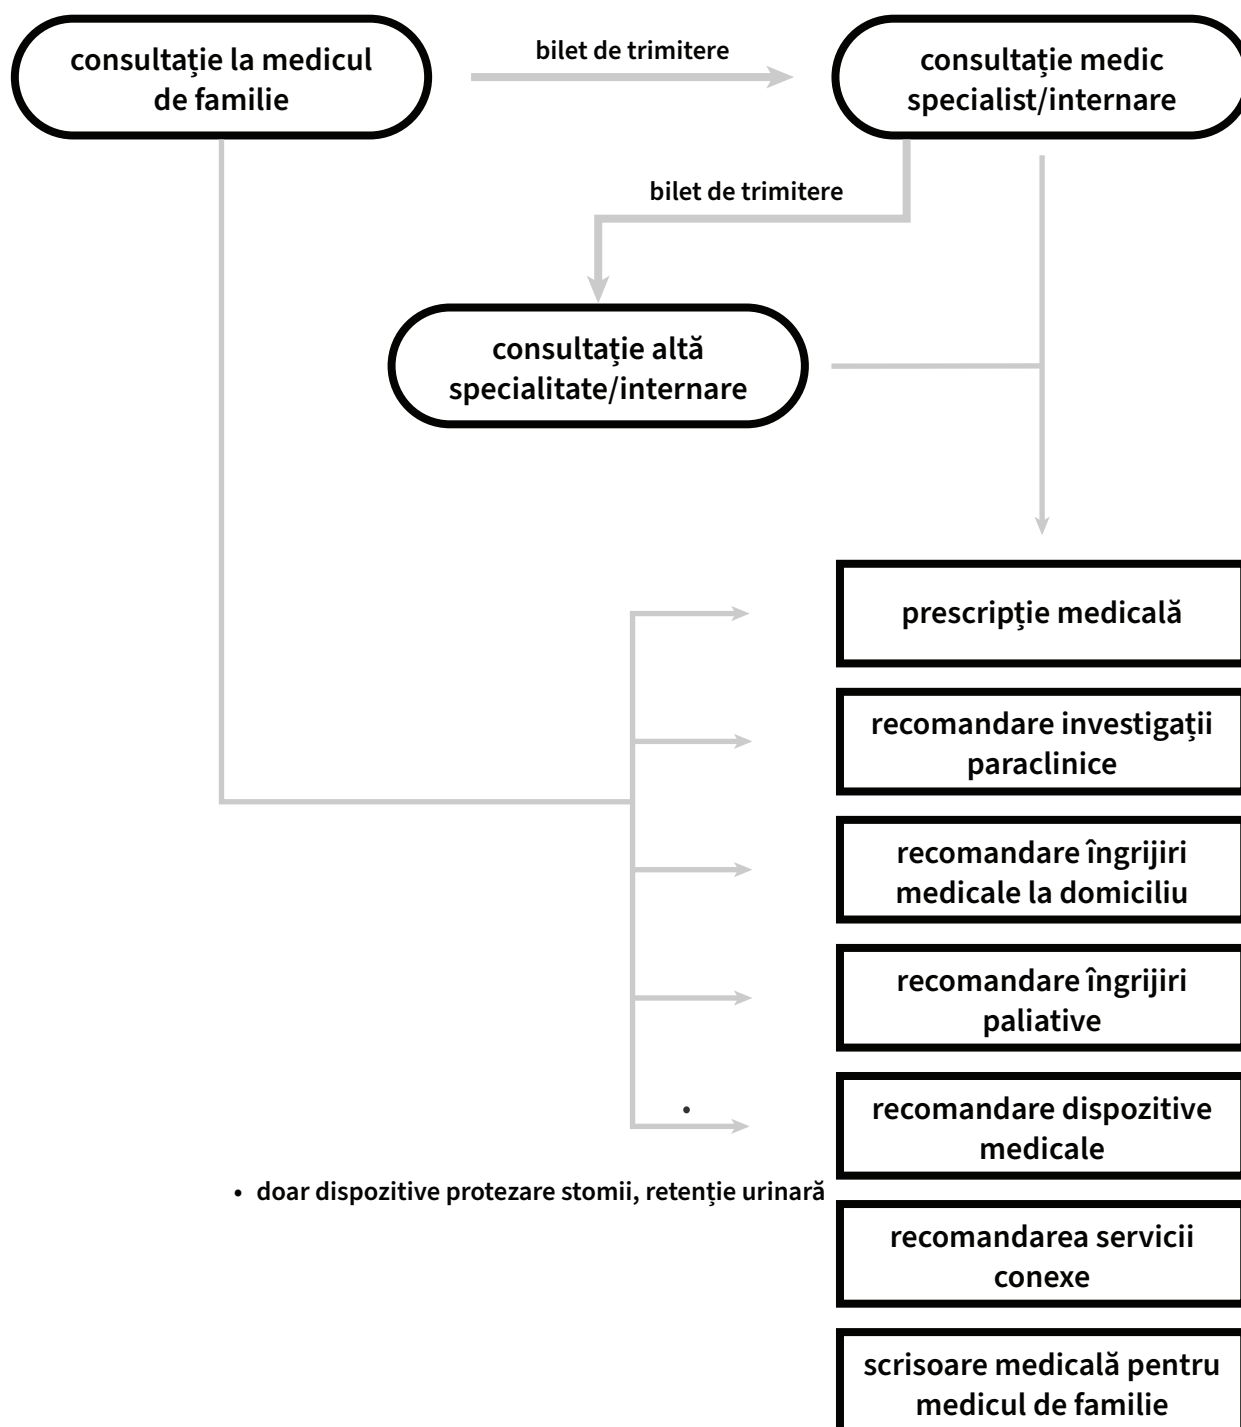 consultație la medicul
de familie
bilet de trimitere
consultație medic
specialist/internare
bilet de trimitere
consultație altă
specialitate/internare
prescripție medicală
recomandare investigații
paraclinice
recomandare îngrijiri
medicale la domiciliu
recomandare îngrijiri
paliative
•
recomandare dispozitive
medicale
• doar dispozitive protezare stomii, retenție urinară
recomandarea servicii
conexe
scrisoare medicală pentru
medicul de familie